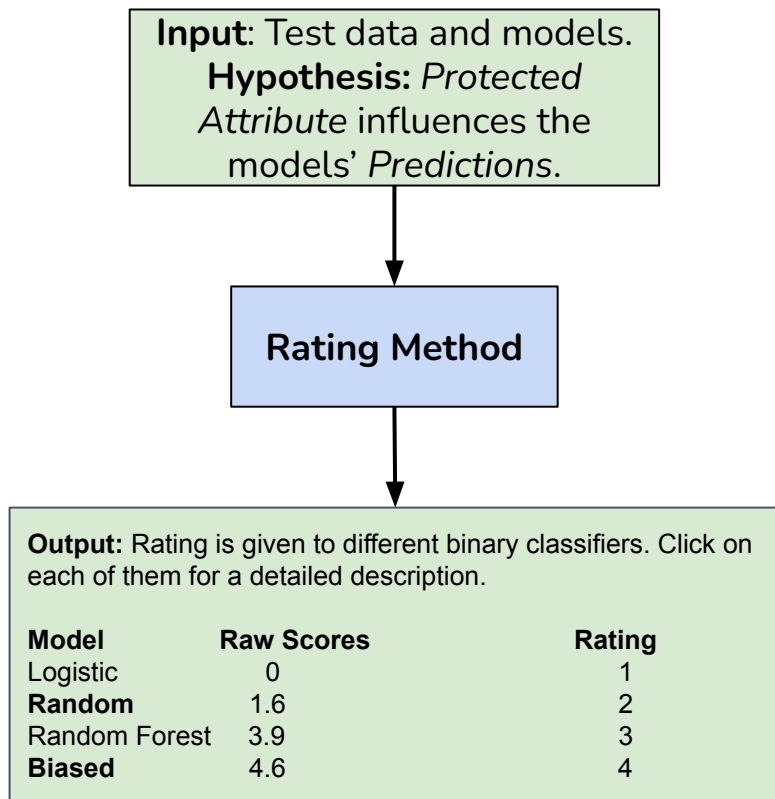 Input: Test data and models.
Hypothesis: Protected
Attribute influences the
models’ Predictions.
Rating Method
Output: Rating is given to different binary classifiers. Click on
each of them for a detailed description.
Model Raw Scores Rating
Logistic 0 1
Random 1.6 2
Random Forest 3.9 3
Biased 4.6 4